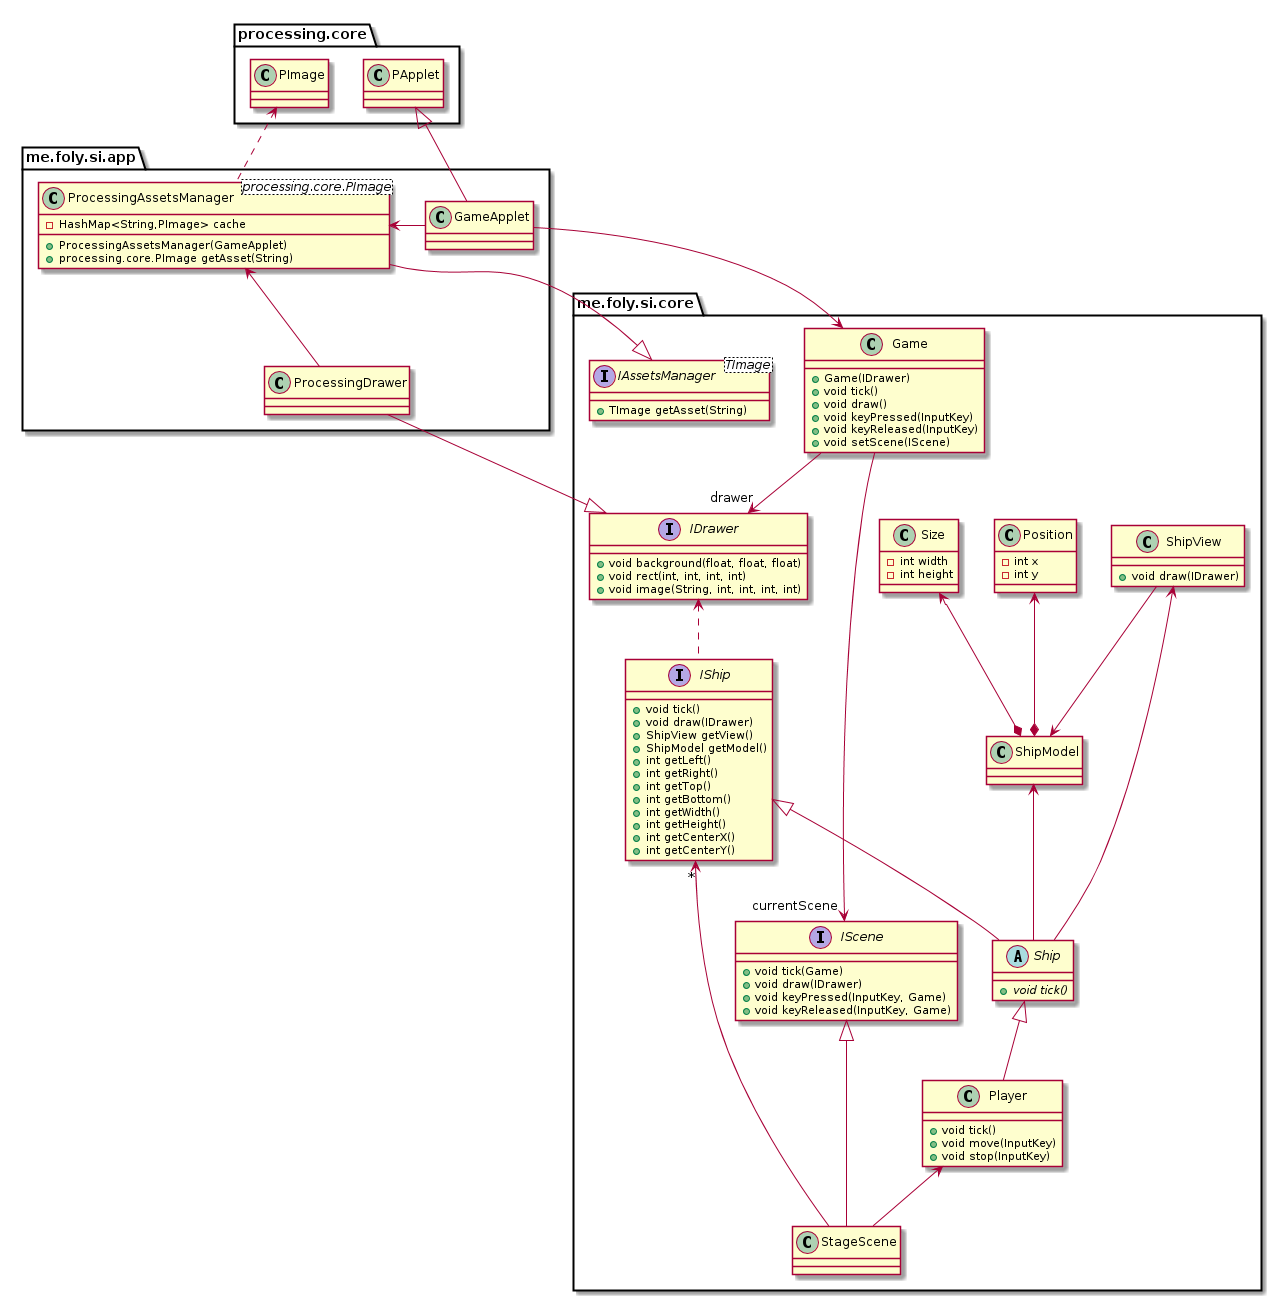 processing.core
C PImage
C PApplet
me.foly.si.app
C ProcessingAssetsManager
processing.core.PImage
HashMap<String,PImage> cache
ProcessingAssetsManager(GameApplet)
processing.core.PImage getAsset(String)
C GameApplet
C ProcessingDrawer
me.foly.si.core
I IAssetsManager
TImage
TImage getAsset(String)
C Game
Game(IDrawer)
void tick()
void draw()
void keyPressed(InputKey)
void keyReleased(InputKey)
void setScene(IScene)
drawer
I IDrawer
void background(float, float, float)
void rect(int, int, int, int)
void image(String, int, int, int, int)
C Size
int width
int height
C Position
int x
int y
C ShipView
void draw(IDrawer)
I IShip
void tick()
void draw(IDrawer)
ShipView getView()
ShipModel getModel()
int getLeft()
int getRight()
int getTop()
int getBottom()
int getWidth()
int getHeight()
int getCenterX()
int getCenterY()
*
C ShipModel
currentScene
I IScene
void tick(Game)
void draw(IDrawer)
void keyPressed(InputKey, Game)
void keyReleased(InputKey, Game)
A Ship
void tick()
C Player
void tick()
void move(InputKey)
void stop(InputKey)
C StageScene